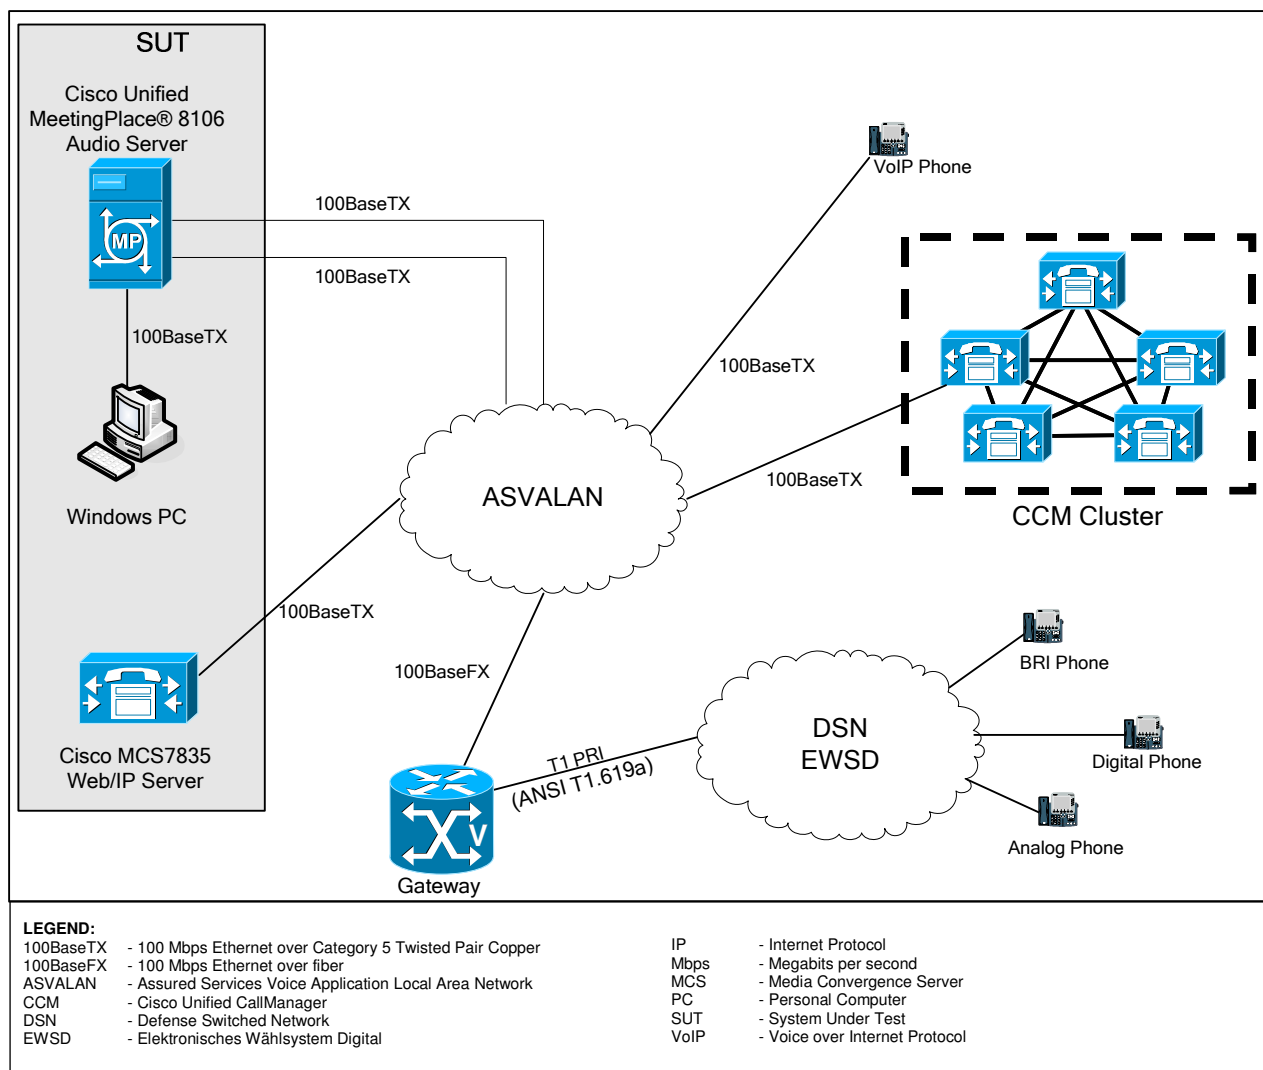 SUT
Cisco Unified
MeetingPlace® 8106
Audio Server
MP
100BaseTX
100BaseTX
100BaseTX
Windows PC
VoIP Phone
100BaseTX
100BaseTX
CCM Cluster
ASVALAN
100BaseTX
100BaseFX
Cisco MCS7835
Web/IP Server
V
Gateway
T1 PRI
(ANSI T1.619a)
DSN
EWSD
BRI Phone
Digital Phone
Analog Phone
LEGEND:
100BaseTX - 100 Mbps Ethernet over Category 5 Twisted Pair Copper
100BaseFX - 100 Mbps Ethernet over fiber
ASVALAN - Assured Services Voice Application Local Area Network
CCM - Cisco Unified CallManager
DSN - Defense Switched Network
EWSD - Elektronisches Wählsystem Digital
IP - Internet Protocol
Mbps - Megabits per second
MCS - Media Convergence Server
PC - Personal Computer
SUT - System Under Test
VoIP - Voice over Internet Protocol